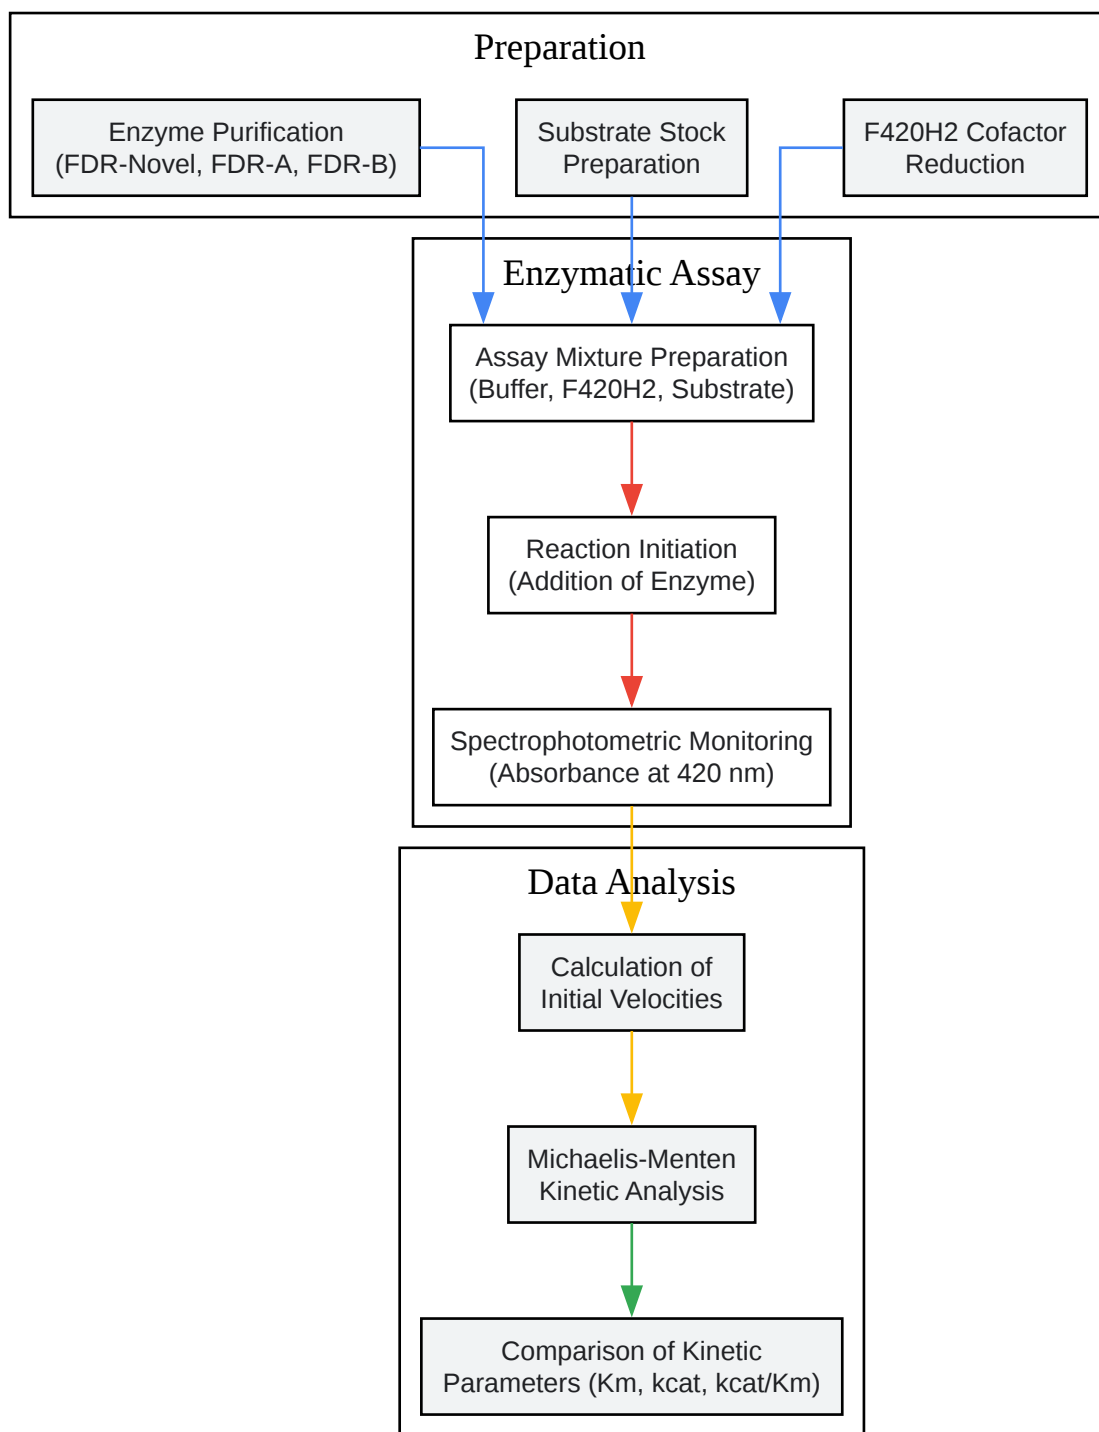 Preparation
Enzyme Purification
(FDR-Novel, FDR-A, FDR-B)
Substrate Stock
Preparation
F420H2 Cofactor
Reduction
Enzymatic Assay
Assay Mixture Preparation
(Buffer, F420H2, Substrate)
Reaction Initiation
(Addition of Enzyme)
Spectrophotometric Monitoring
(Absorbance at 420 nm)
Data Analysis
Calculation of
Initial Velocities
Michaelis-Menten
Kinetic Analysis
Comparison of Kinetic
Parameters (Km, kcat, kcat/Km)